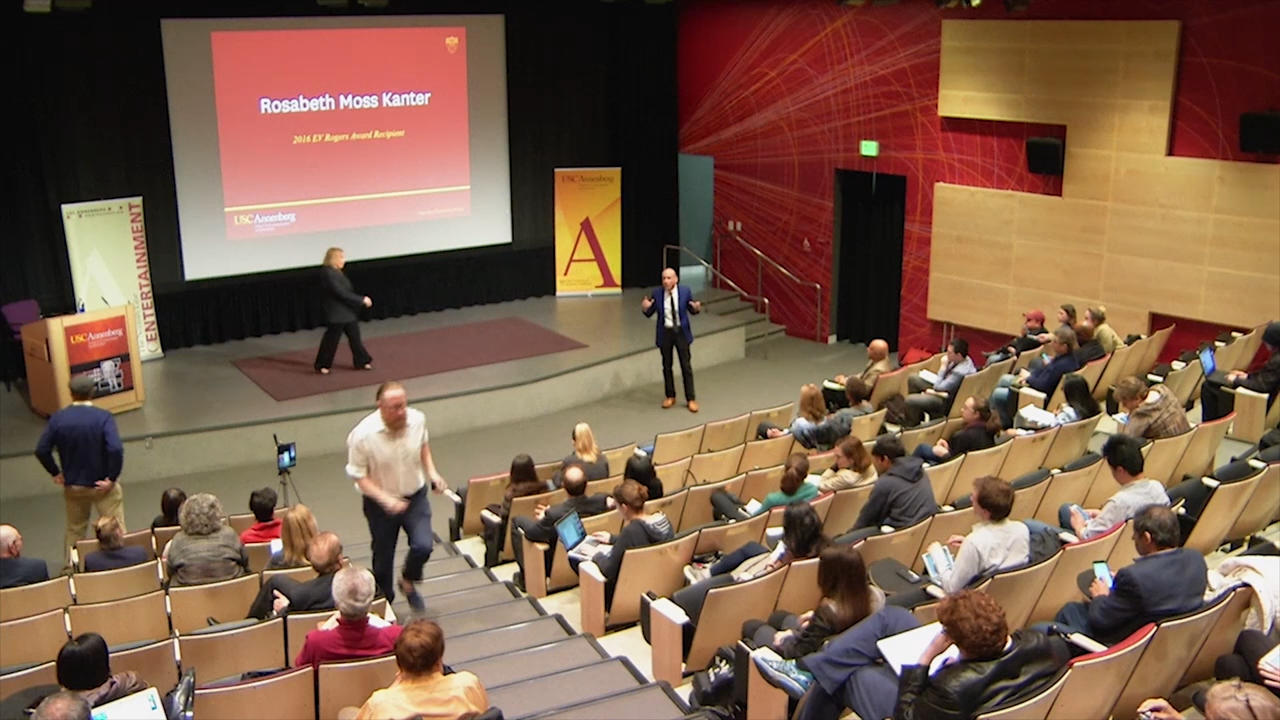 Rosabeth Moss Kanter
2016 EV Rogers Award Recipient
USC Annenberg
USC ANNENBERG
ENTERTAINMENT
USC Annenberg
A
USC Annenberg